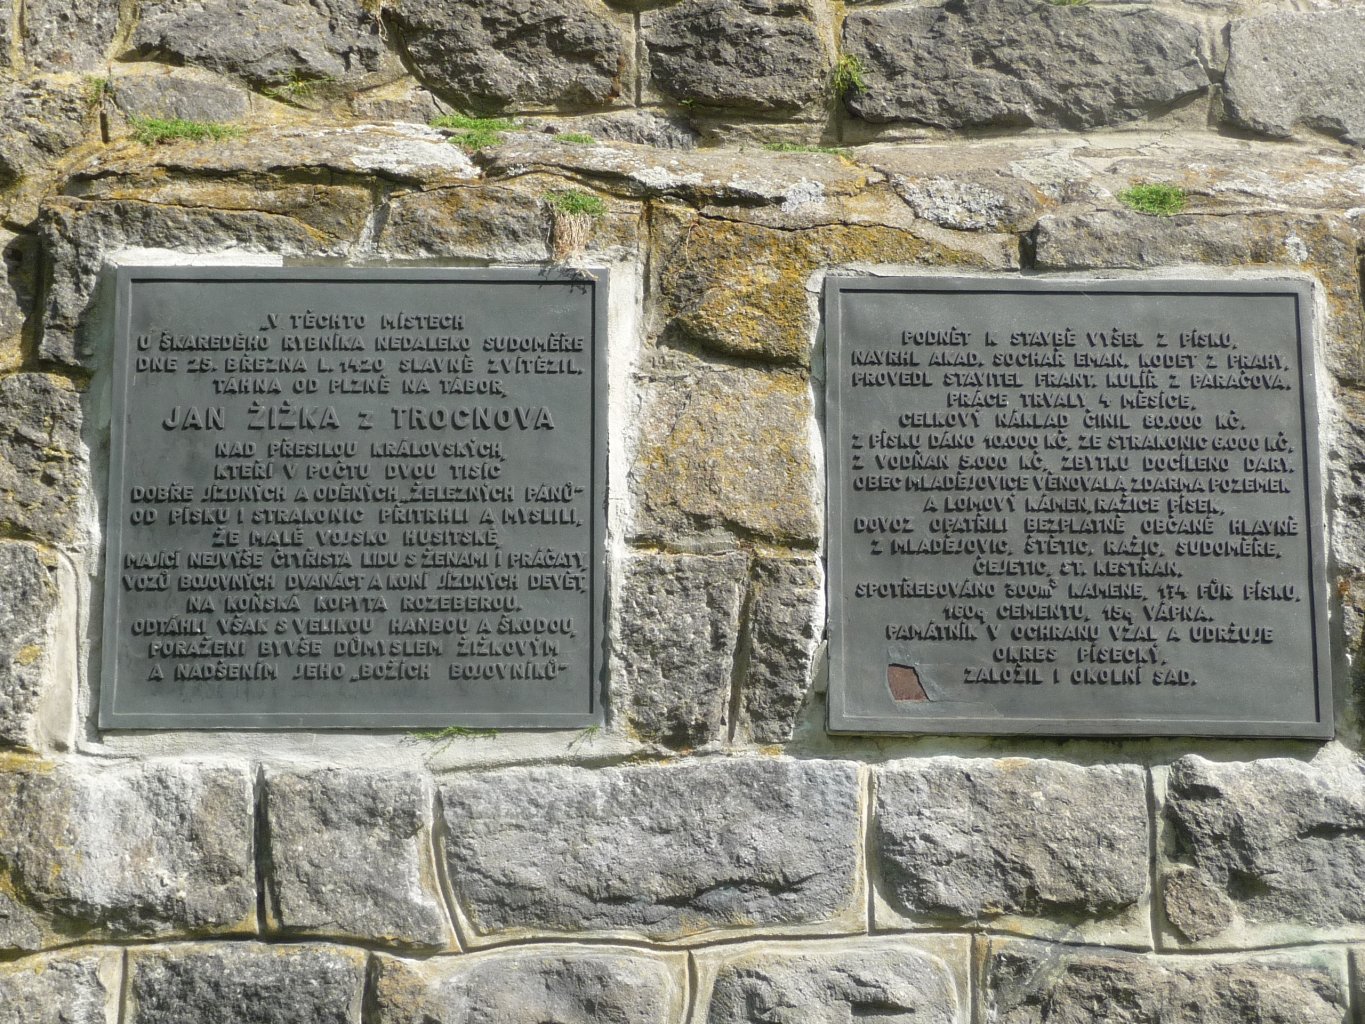 „V TĚCHTO MÍSTECH
U ŠKAREDÉHO RYBNÍKA NEDALEKO SUDOMĚŘE
DNE 25. BŘEZNA L. 1420 SLAVNĚ ZVÍTĚZIL,
TÁHNA OD PLZNĚ NA TÁBOR,
JAN ŽIŽKA Z TROCNOVA
NAD PŘESILOU KRÁLOVSKÝCH,
KTEŘÍ V POČTU DVOU TISÍC
DOBŘE JÍZDNÝCH A ODĚNÝCH „ŽELEZNÝCH PÁNŮ“
OD PÍSKU I STRAKONIC PŘITRHLI A MYSLILI,
ŽE MALÉ VOJSKO HUSITSKÉ,
MAJÍCÍ NEJVÝŠE ČTYŘISTA LIDU S ŽENAMI I PRÁČATY,
VOZŮ BOJOVNÝCH DVANÁCT A KONÍ JÍZDNÝCH DEVĚT,
NA KOŇSKÁ KOPYTA ROZEBEROU.
ODTÁHLI VŠAK S VELIKOU HANBOU A ŠKODOU,
PORAŽENI BYVŠE DŮMYSLEM ŽIŽKOVÝM
A NADŠENÍM JEHO „BOŽÍCH BOJOVNÍKŮ“
PODNĚT K STAVBĚ VYŠEL Z PÍSKU,
NAVRHL AKAD. SOCHAŘ EMAN. KODET Z PRAHY,
PROVEDL STAVITEL FRANT. KULÍŘ Z PARAČOVA,
PRÁCE TRVALY 4 MĚSÍCE,
CELKOVÝ NÁKLAD ČINIL 80.000 KČ,
Z PÍSKU DÁNO 10.000 KČ, ZE STRAKONIC 6.000 KČ,
Z VODŇAN 5.000 KČ, ZBYTKU DOCÍLENO DARY,
OBEC MLADĚJOVICE VĚNOVALA ZDARMA POZEMEK
A LOMOVÝ KÁMEN, RAŽICE PÍSEK,
DOVOZ OPATŘILI BEZPLATNĚ OBČANÉ HLAVNĚ
Z MLADĚJOVIC, ŠTĚTIC, RAŽIC, SUDOMĚŘE,
ČEJETIC, ST. KESTŘAN,
SPOTŘEBOVÁNO 300m³ KAMENE, 174 FŮR PÍSKU,
160q CEMENTU, 15q VÁPNA.
PAMÁTNÍK V OCHRANU VZAL A UDRŽUJE
OKRES PÍSECKÝ,
ZALOŽIL I OKOLNÍ SAD.